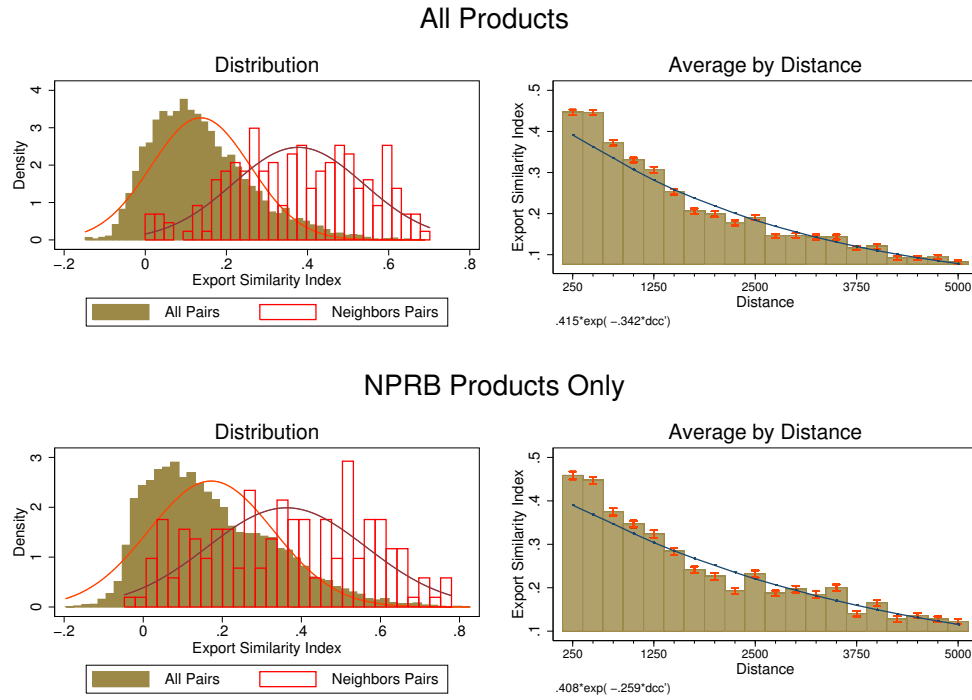 All Products
Distribution
Density
0
1
2
3
4
−.2
0
.2
.4
.6
.8
Export Similarity Index
All Pairs
Neighbors Pairs
Average by Distance
Export Similarity Index
.1
.2
.3
.4
.5
250
1250
2500
3750
5000
Distance
.415*exp( −.342*dcc')
NPRB Products Only
Distribution
Density
0
1
2
3
−.2
0
.2
.4
.6
.8
Export Similarity Index
All Pairs
Neighbors Pairs
Average by Distance
Export Similarity Index
.1
.2
.3
.4
.5
250
1250
2500
3750
5000
Distance
.408*exp( −.259*dcc')